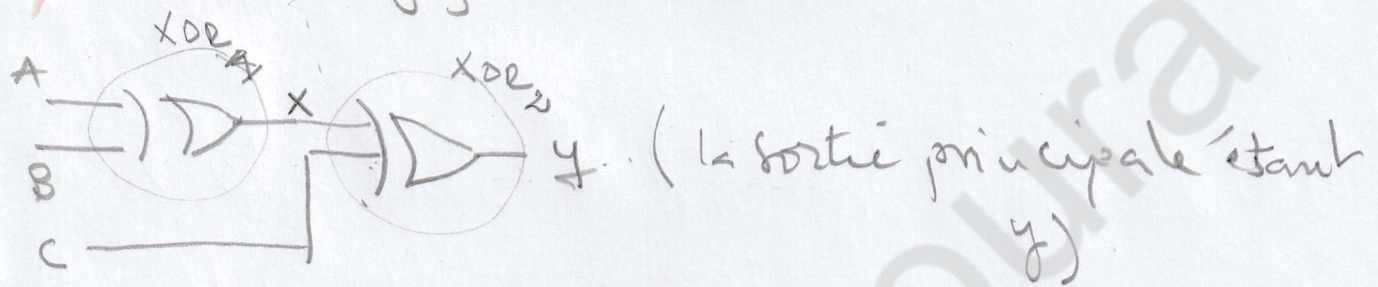 XOR1
XOR2
A
X
B
y . ( la sortie principale étant
y)
C